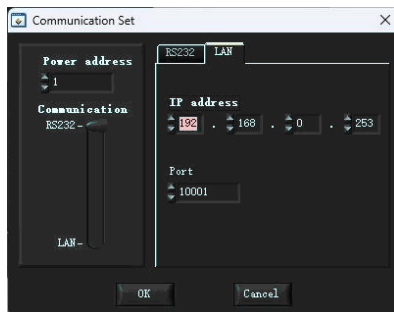 Communication Set
Power address
1
Communication
RS232
LAN
RS232 LAN
IP address
192 . 168 . 0 . 253
Port
10001
OK Cancel